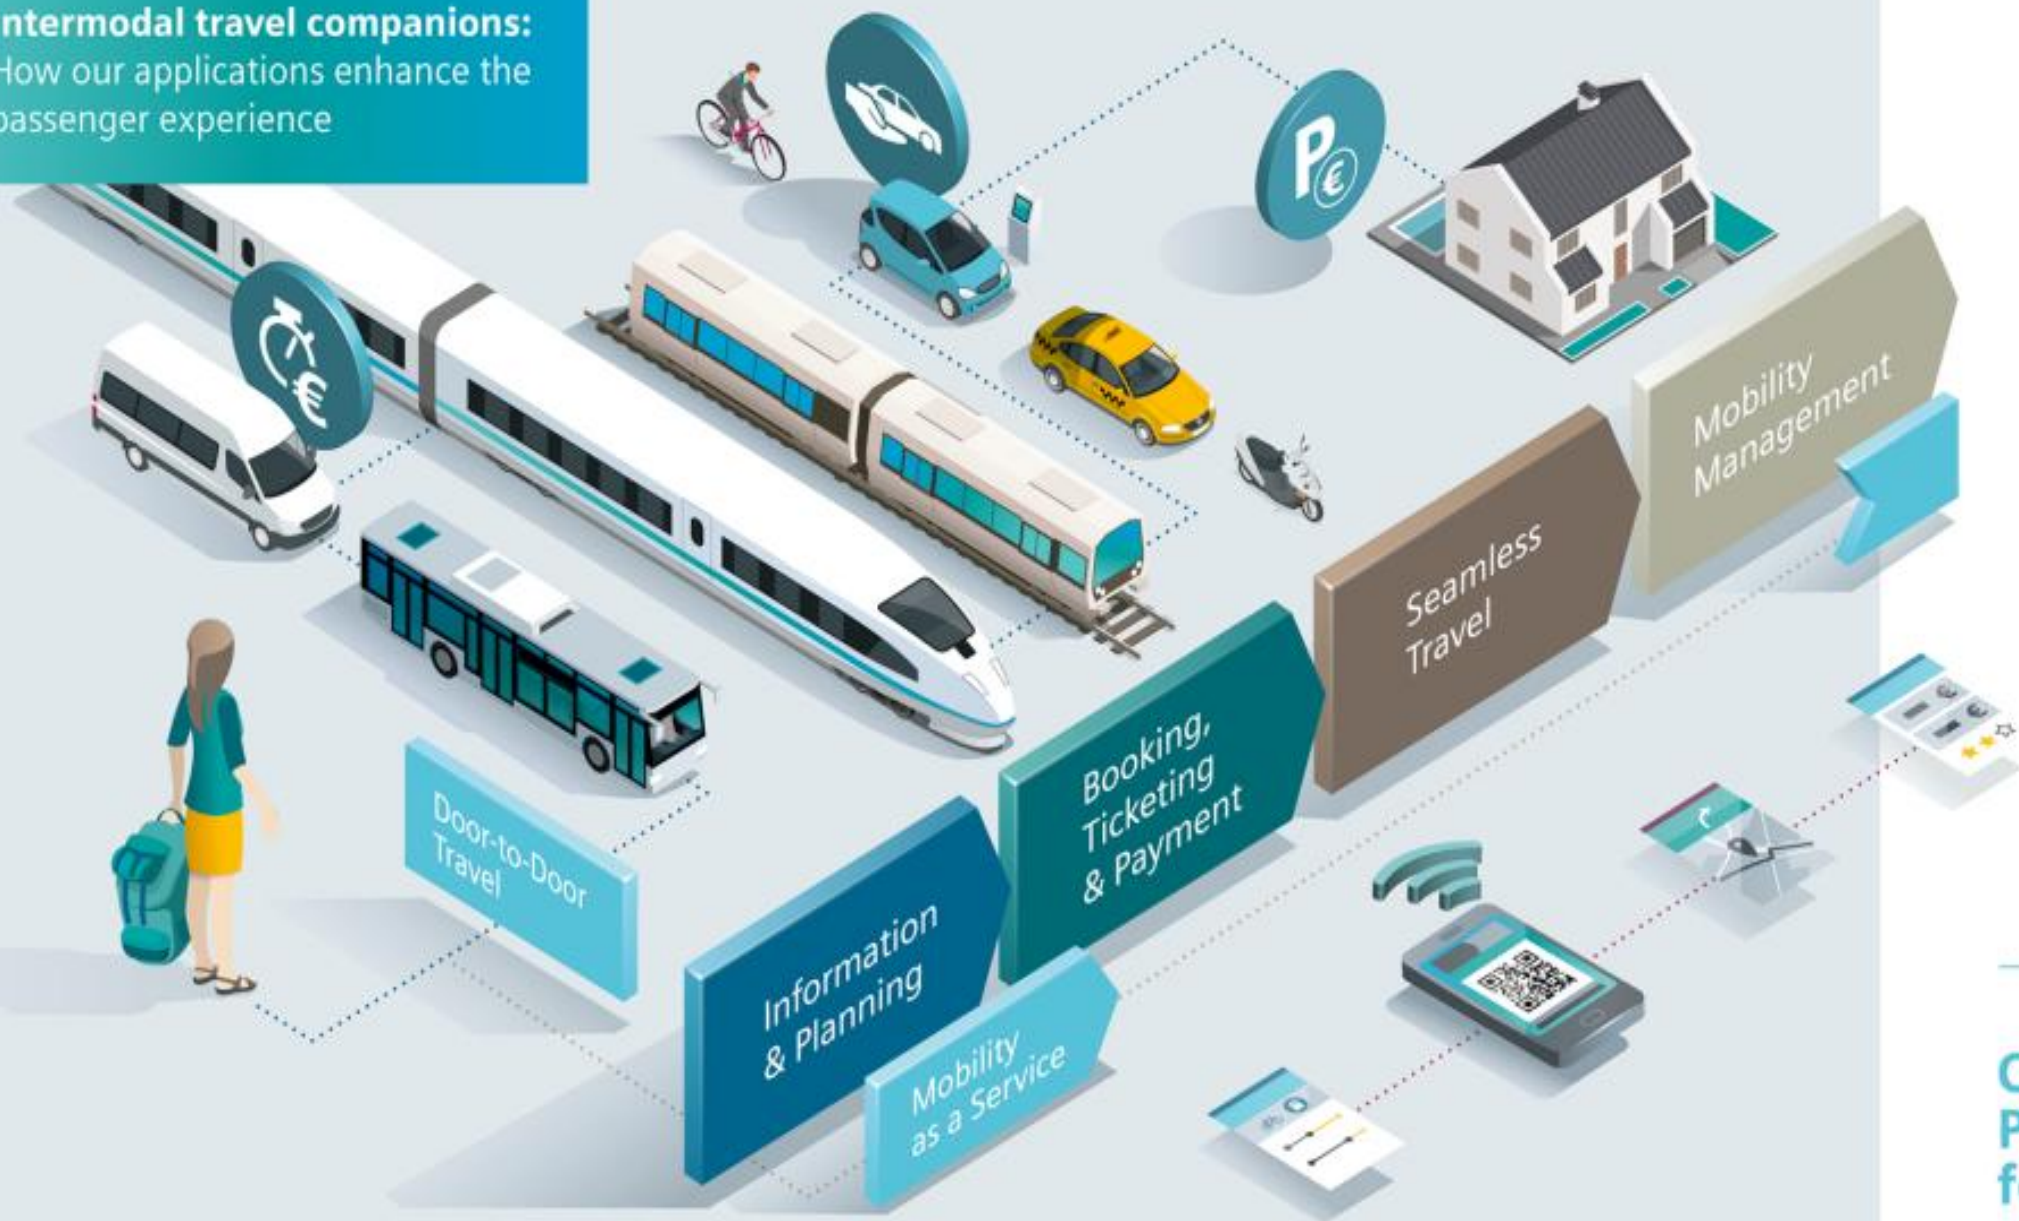 ntermodal travel companions:
How our applications enhance the
passenger experience
P€
€
Mobility
Management
Seamless
Travel
Booking,
Ticketing
& Payment
Door-to-Door
Travel
Information
& Planning
Mobility
as a Service